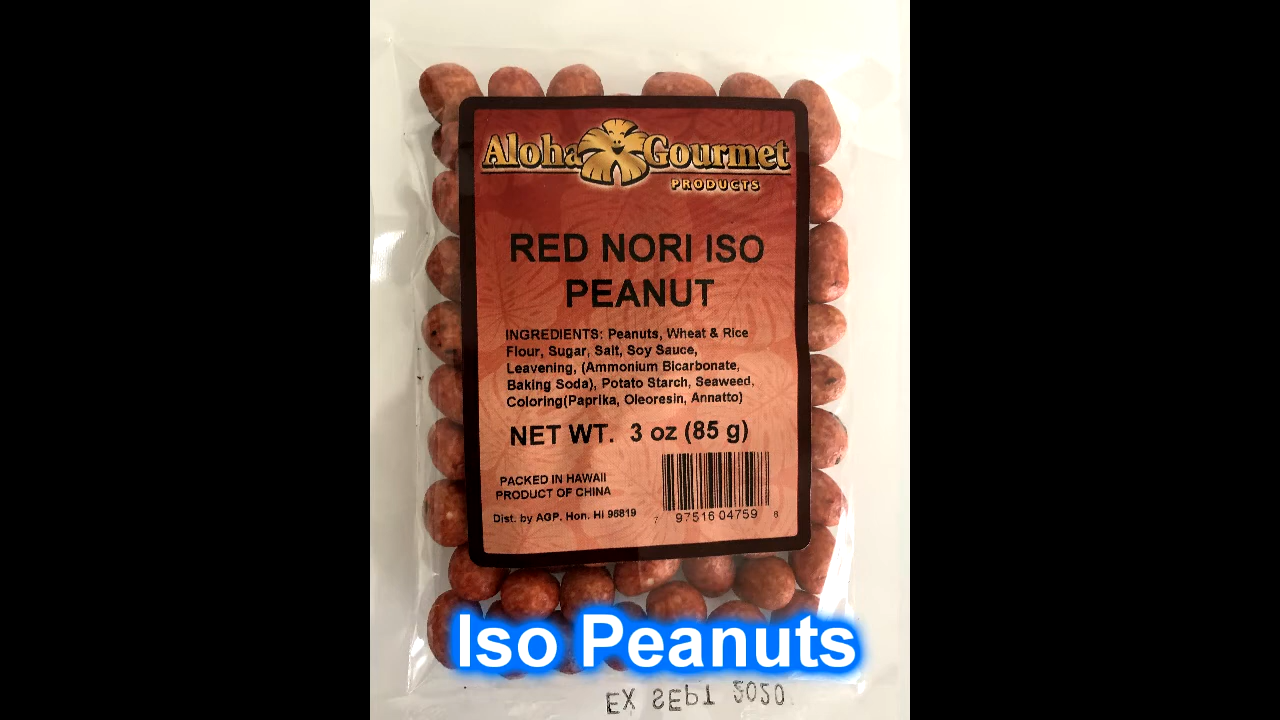 Aloha Gourmet
PRODUCTS
RED NORI ISO
PEANUT
INGREDIENTS: Peanuts, Wheat & Rice
Flour, Sugar, Salt, Soy Sauce,
Leavening, (Ammonium Bicarbonate,
Baking Soda), Potato Starch, Seaweed,
Coloring(Paprika, Oleoresin, Annatto)
NET WT. 3 oz (85 g)
PACKED IN HAWAII
PRODUCT OF CHINA
Dist. by AGP. Hon. HI 96819
7 97516 04759 8
Iso Peanuts
EX SEPT 2020